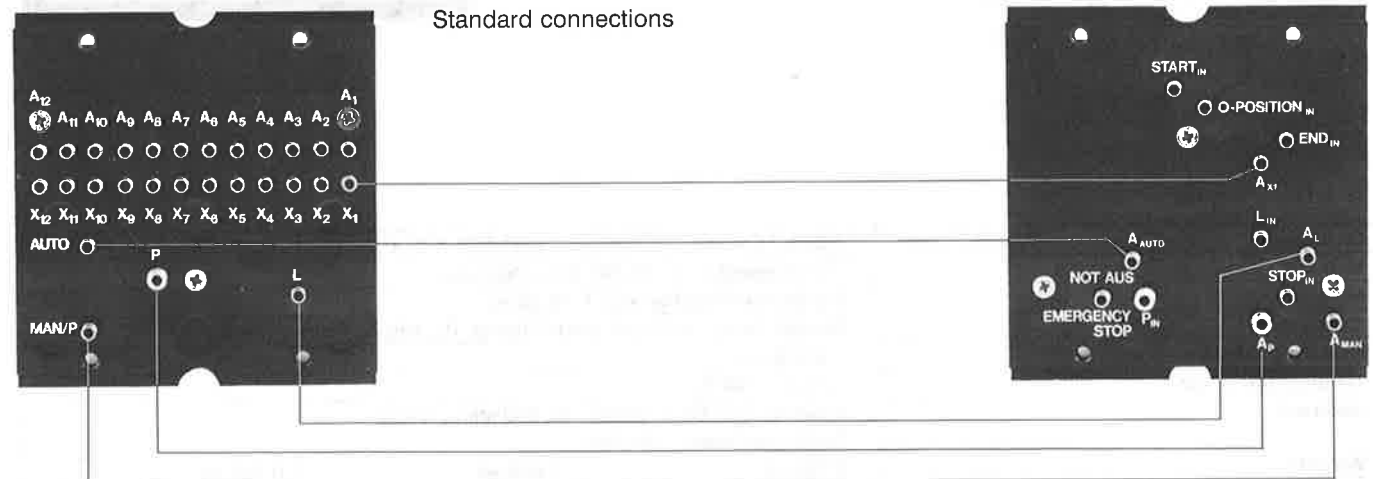 Standard connections
A12 A1
A11 A10 A9 A8 A7 A6 A5 A4 A3 A2
X12 X11 X10 X9 X8 X7 X6 X5 X4 X3 X2 X1
AUTO
P
L
MAN/P
STARTIN
O-POSITION IN
ENDIN
AX1
LIN
AL
AAUTO
STOPIN
NOT AUS
EMERGENCY STOP
PIN
AP
AMAN